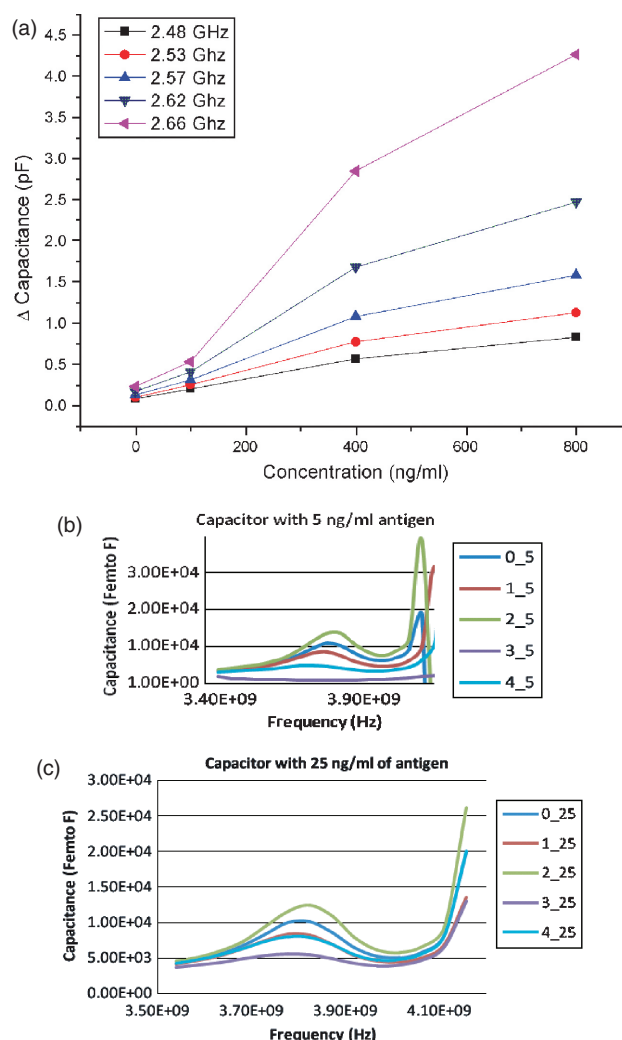 (a)
2.48 GHz
2.53 Ghz
2.57 Ghz
2.62 Ghz
2.66 Ghz
4.5
4.0
3.5
3.0
2.5
2.0
1.5
1.0
0.5
0.0
Δ Capacitance (pF)
0
200
400
600
800
Concentration (ng/ml)
(b)
Capacitor with 5 ng/ml antigen
Capacitance (Femto F)
3.00E+04
2.00E+04
1.00E+04
1.00E+00
3.40E+09
3.90E+09
Frequency (Hz)
0_5
1_5
2_5
3_5
4_5
(c)
Capacitor with 25 ng/ml of antigen
Capacitance (Femto F)
3.00E+04
2.50E+04
2.00E+04
1.50E+04
1.00E+04
5.00E+03
0.00E+00
3.50E+09
3.70E+09
3.90E+09
4.10E+09
Frequency (Hz)
0_25
1_25
2_25
3_25
4_25